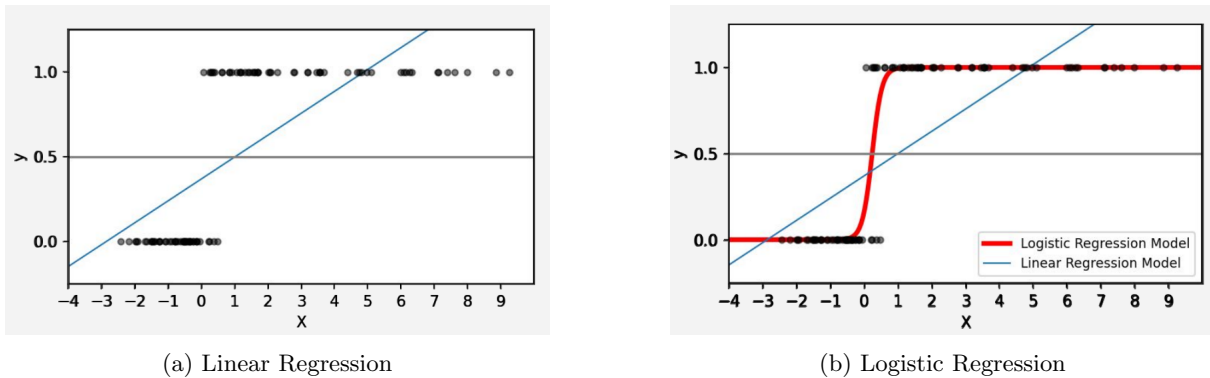 1.0
0.5
0.0
y
−4 −3 −2 −1 0 1 2 3 4 5 6 7 8 9
X
(a) Linear Regression
1.0
0.5
0.0
y
Logistic Regression Model
Linear Regression Model
−4 −3 −2 −1 0 1 2 3 4 5 6 7 8 9
X
(b) Logistic Regression